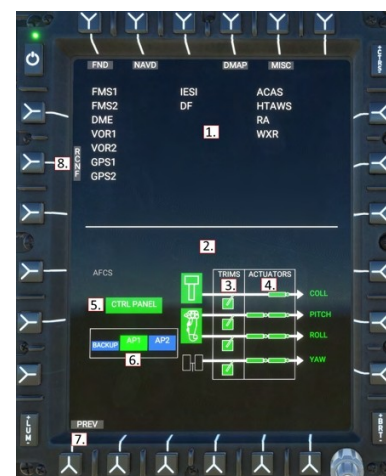 FND NAVD DMAP MISC
FMS1 IESI ACAS
FMS2 DF HTAWS
DME RA
VOR1 1. WXR
VOR2
8. RCNF
GPS1
GPS2
2.
TRIMS ACTUATORS
AFCS 3. 4.
COLL
5. CTRL PANEL
PITCH
BACKUP AP1 AP2
ROLL
6.
YAW
LUM
PREV
BRT
7.